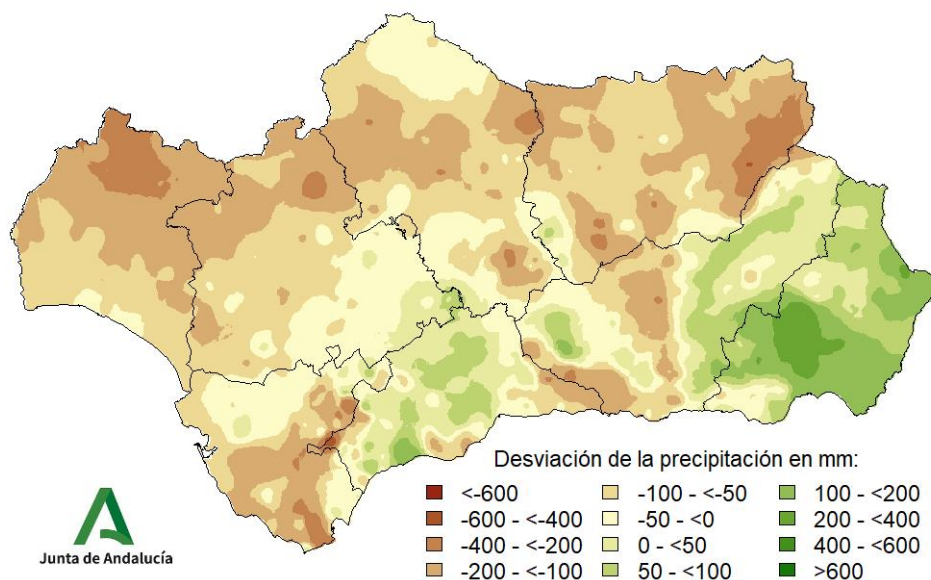 Desviación de la precipitación en mm:
<-600
-600 - <-400
-400 - <-200
-200 - <-100
-100 - <-50
-50 - <0
0 - <50
50 - <100
100 - <200
200 - <400
400 - <600
>600
Junta de Andalucía